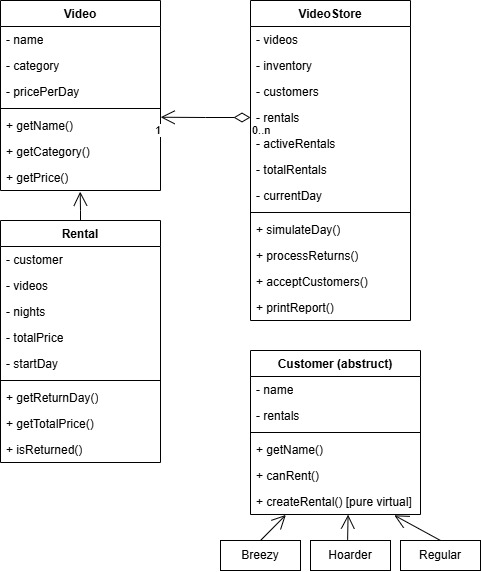 Video
- name
- category
- pricePerDay
+ getName()
+ getCategory()
+ getPrice()
VideoStore
- videos
- inventory
- customers
- rentals
- activeRentals
- totalRentals
- currentDay
+ simulateDay()
+ processReturns()
+ acceptCustomers()
+ printReport()
1
0..n
Rental
- customer
- videos
- nights
- totalPrice
- startDay
+ getReturnDay()
+ getTotalPrice()
+ isReturned()
Customer (abstruct)
- name
- rentals
+ getName()
+ canRent()
+ createRental() [pure virtual]
Breezy
Hoarder
Regular